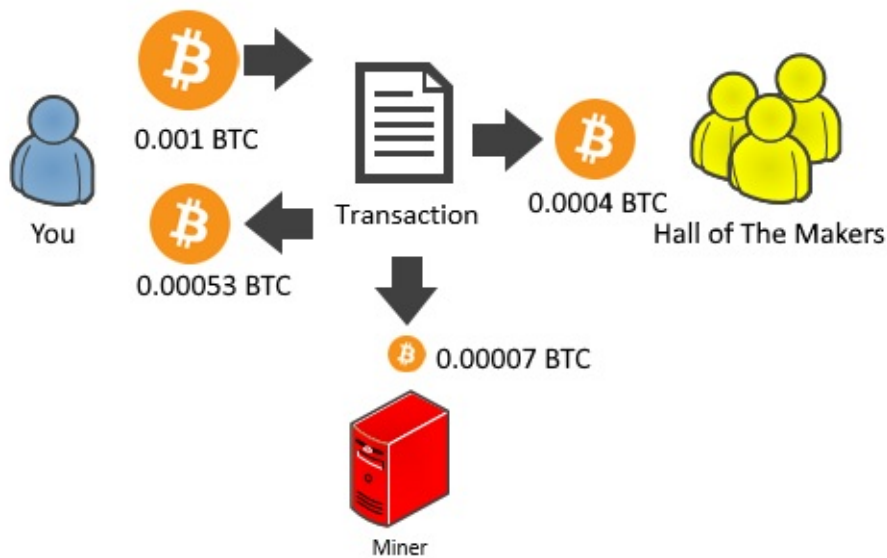 0.001 BTC
You
0.00053 BTC
Transaction
0.0004 BTC
Hall of The Makers
0.00007 BTC
Miner